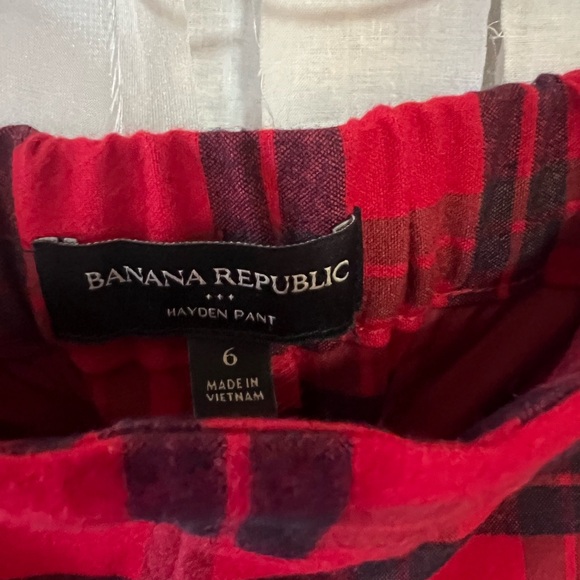 BANANA REPUBLIC
HAYDEN PANT
6
MADE IN
VIETNAM